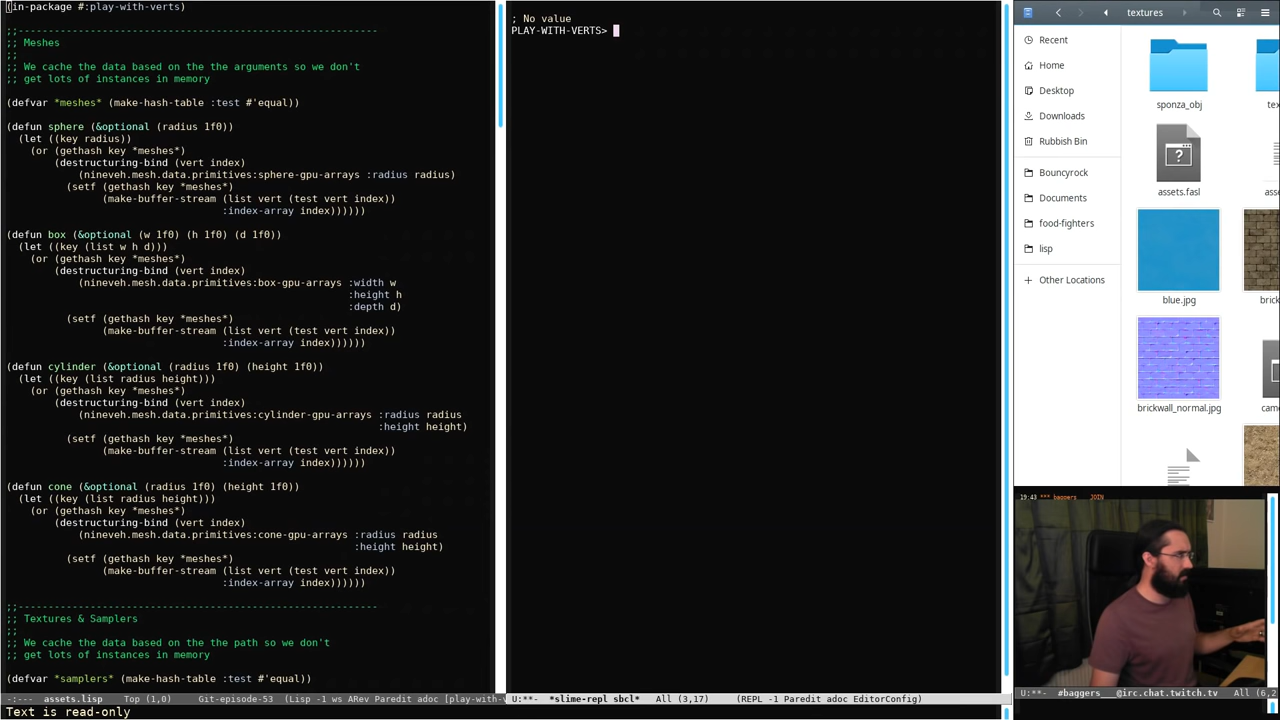 (in-package #:play-with-verts)
;;------------------------------------------------------------
;; Meshes
;;
;; We cache the data based on the the arguments so we don't
;; get lots of instances in memory
(defvar *meshes* (make-hash-table :test #'equal))
(defun sphere (&optional (radius 1f0))
  (let ((key radius))
    (or (gethash key *meshes*)
        (destructuring-bind (vert index)
            (nineveh.mesh.data.primitives:sphere-gpu-arrays :radius radius)
          (setf (gethash key *meshes*)
                (make-buffer-stream (list vert (test vert index))
                                    :index-array index))))))
(defun box (&optional (w 1f0) (h 1f0) (d 1f0))
  (let ((key (list w h d)))
    (or (gethash key *meshes*)
        (destructuring-bind (vert index)
            (nineveh.mesh.data.primitives:box-gpu-arrays :width w
                                                         :height h
                                                         :depth d)
          (setf (gethash key *meshes*)
                (make-buffer-stream (list vert (test vert index))
                                    :index-array index))))))
(defun cylinder (&optional (radius 1f0) (height 1f0))
  (let ((key (list radius height)))
    (or (gethash key *meshes*)
        (destructuring-bind (vert index)
            (nineveh.mesh.data.primitives:cylinder-gpu-arrays :radius radius
                                                              :height height)
          (setf (gethash key *meshes*)
                (make-buffer-stream (list vert (test vert index))
                                    :index-array index))))))
(defun cone (&optional (radius 1f0) (height 1f0))
  (let ((key (list radius height)))
    (or (gethash key *meshes*)
        (destructuring-bind (vert index)
            (nineveh.mesh.data.primitives:cone-gpu-arrays :radius radius
                                                          :height height)
          (setf (gethash key *meshes*)
                (make-buffer-stream (list vert (test vert index))
                                    :index-array index))))))
;;------------------------------------------------------------
;; Textures & Samplers
;;
;; We cache the data based on the the path so we don't
;; get lots of instances in memory
(defvar *samplers* (make-hash-table :test #'equal))
-:--- assets.lisp Top (1,0) Git-episode-53 (Lisp -1 ws ARev Paredit adoc [play-with-v
Text is read-only
; No value
PLAY-WITH-VERTS>
U:**- *slime-repl sbcl* All (3,17) (REPL -1 Paredit adoc EditorConfig)
textures
Recent
Home
Desktop
Downloads
Rubbish Bin
Bouncyrock
Documents
food-fighters
lisp
Other Locations
sponza_obj
tex
assets.fasl
asse
blue.jpg
brick
brickwall_normal.jpg
came
19:43 *** baggers JOIN
U:**- #baggers__@irc.chat.twitch.tv All (6,2